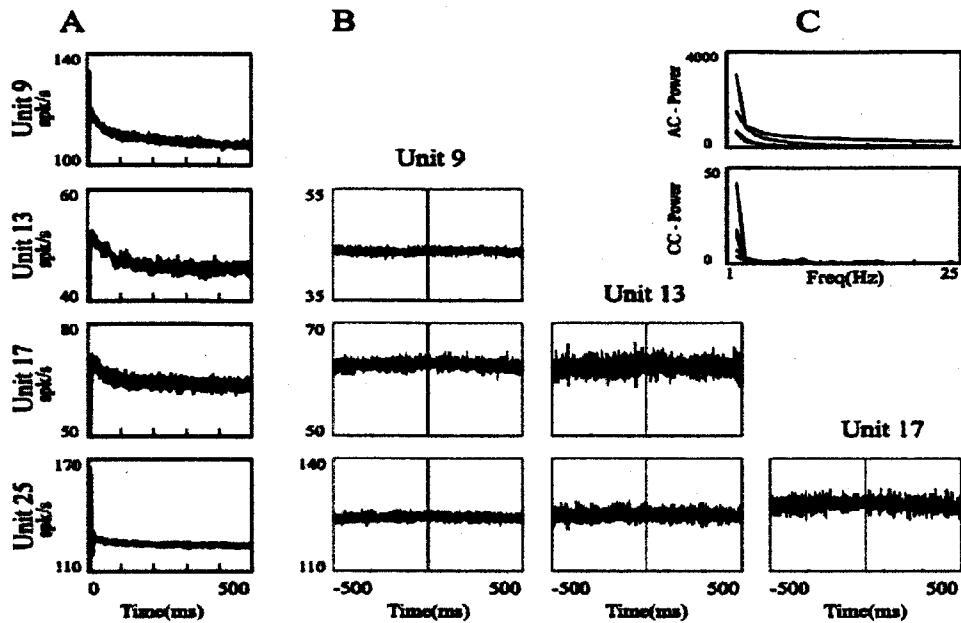 A
B
C
140
Unit 9
spk/s
100
60
Unit 13
40
80
Unit 17
spk/s
50
170
Unit 25
spk/s
110
0
500
Time(ms)
Unit 9
55
35
70
50
140
110
-500
500
Time(ms)
Unit 13
-500
500
Time(ms)
Unit 17
-500
500
Time(ms)
4000
AC - Power
0
50
CC - Power
0
1
Freq(Hz)
25